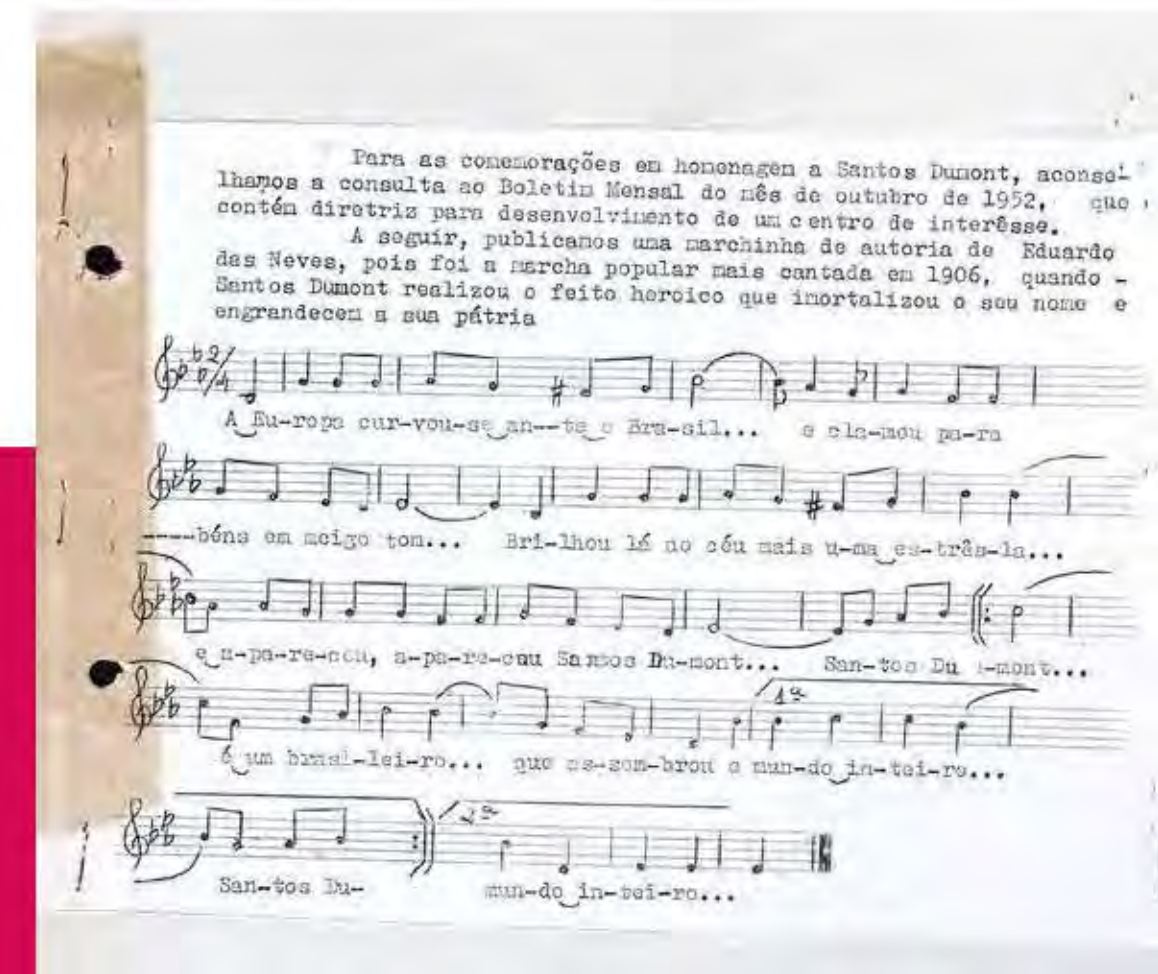 Para as comemorações em homenagem a Santos Dumont, aconsei
lhamos a consulta ao Boletim Mensal do mês de outubro de 1952, que
contém diretriz para desenvolvimento de um centro de interêsse.
A seguir, publicamos uma marchinha de autoria de Eduardo
das Neves, pois foi a marcha popular mais cantada em 1906, quando -
Santos Dumont realizou o feito heroico que imortalizou o seu nome e
engrandecem a sua pátria
2/4
A Eu-ropa cur-vou-se an--te o Bra-sil... e cla-mou pa-ra
----béns em meigo tom... Bri-lhou lá no céu mais u-ma es-trê-la...
e a-pa-re-ceu, a-pa-re-ceu Santos Du-mont... San-tos Du -mont...
1ª
é um brasi-lei-ro... que as-som-brou o mun-do in-tei-ro...
2ª
San-tos Du- mun-do in-tei-ro...